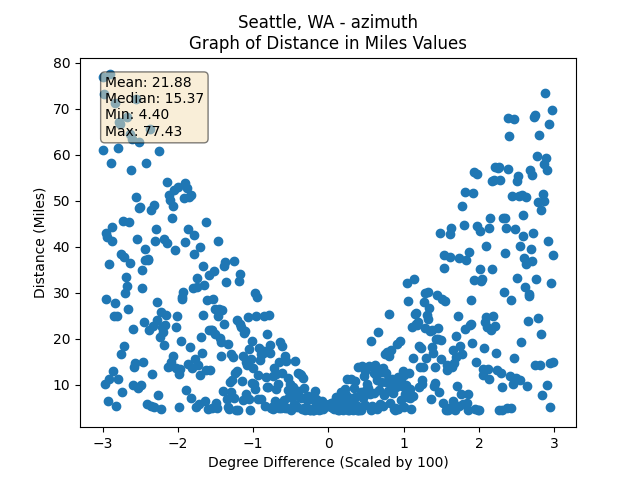 Seattle, WA - azimuth
Graph of Distance in Miles Values
Mean: 21.88
Median: 15.37
Min: 4.40
Max: 77.43
80
70
60
50
40
30
20
10
Distance (Miles)
−3 −2 −1 0 1 2 3
Degree Difference (Scaled by 100)